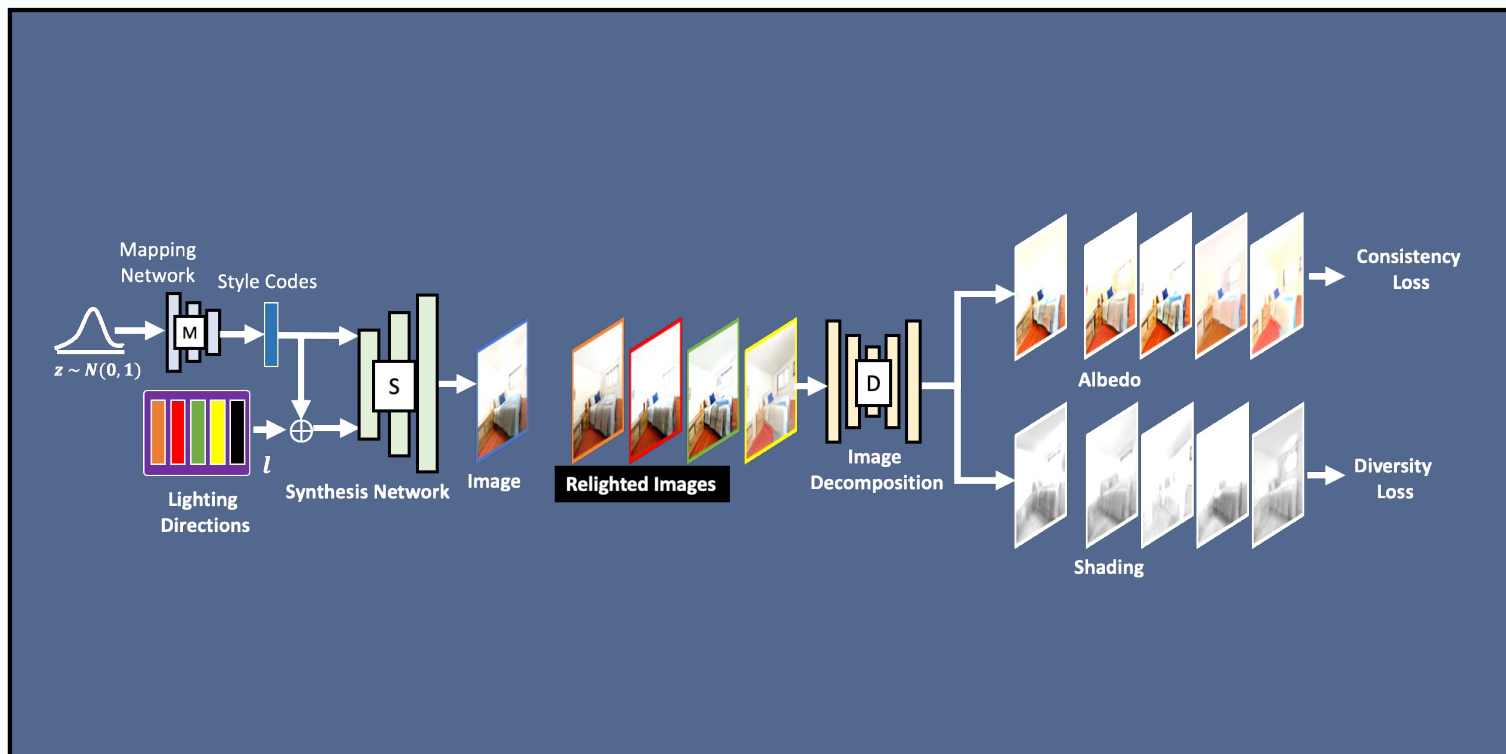 Mapping
Network
Style Codes
M
z ~ N(0, 1)
l
Lighting
Directions
S
Synthesis Network
Image
Relighted Images
D
Image
Decomposition
Albedo
Consistency
Loss
Shading
Diversity
Loss